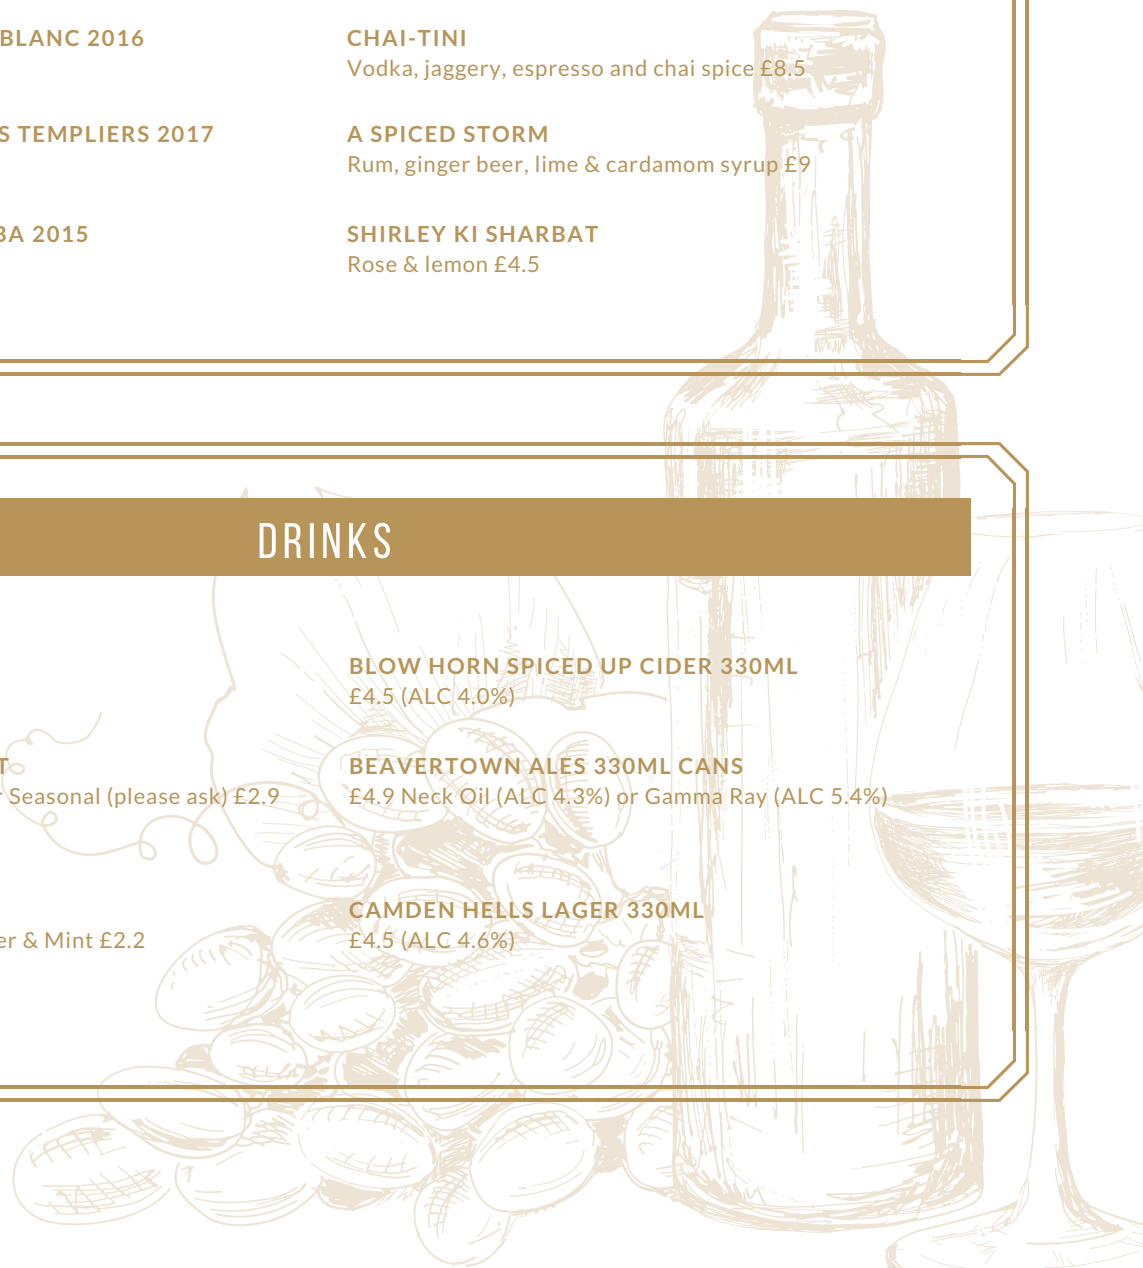 BLANC 2016
S TEMPLIERS 2017
BA 2015
CHAI-TINI
Vodka, jaggery, espresso and chai spice £8.5
A SPICED STORM
Rum, ginger beer, lime & cardamom syrup £9
SHIRLEY KI SHARBAT
Rose & lemon £4.5
DRINKS
T
r Seasonal (please ask) £2.9
er & Mint £2.2
BLOW HORN SPICED UP CIDER 330ML
£4.5 (ALC 4.0%)
BEAVERTOWN ALES 330ML CANS
£4.9 Neck Oil (ALC 4.3%) or Gamma Ray (ALC 5.4%)
CAMDEN HELLS LAGER 330ML
£4.5 (ALC 4.6%)